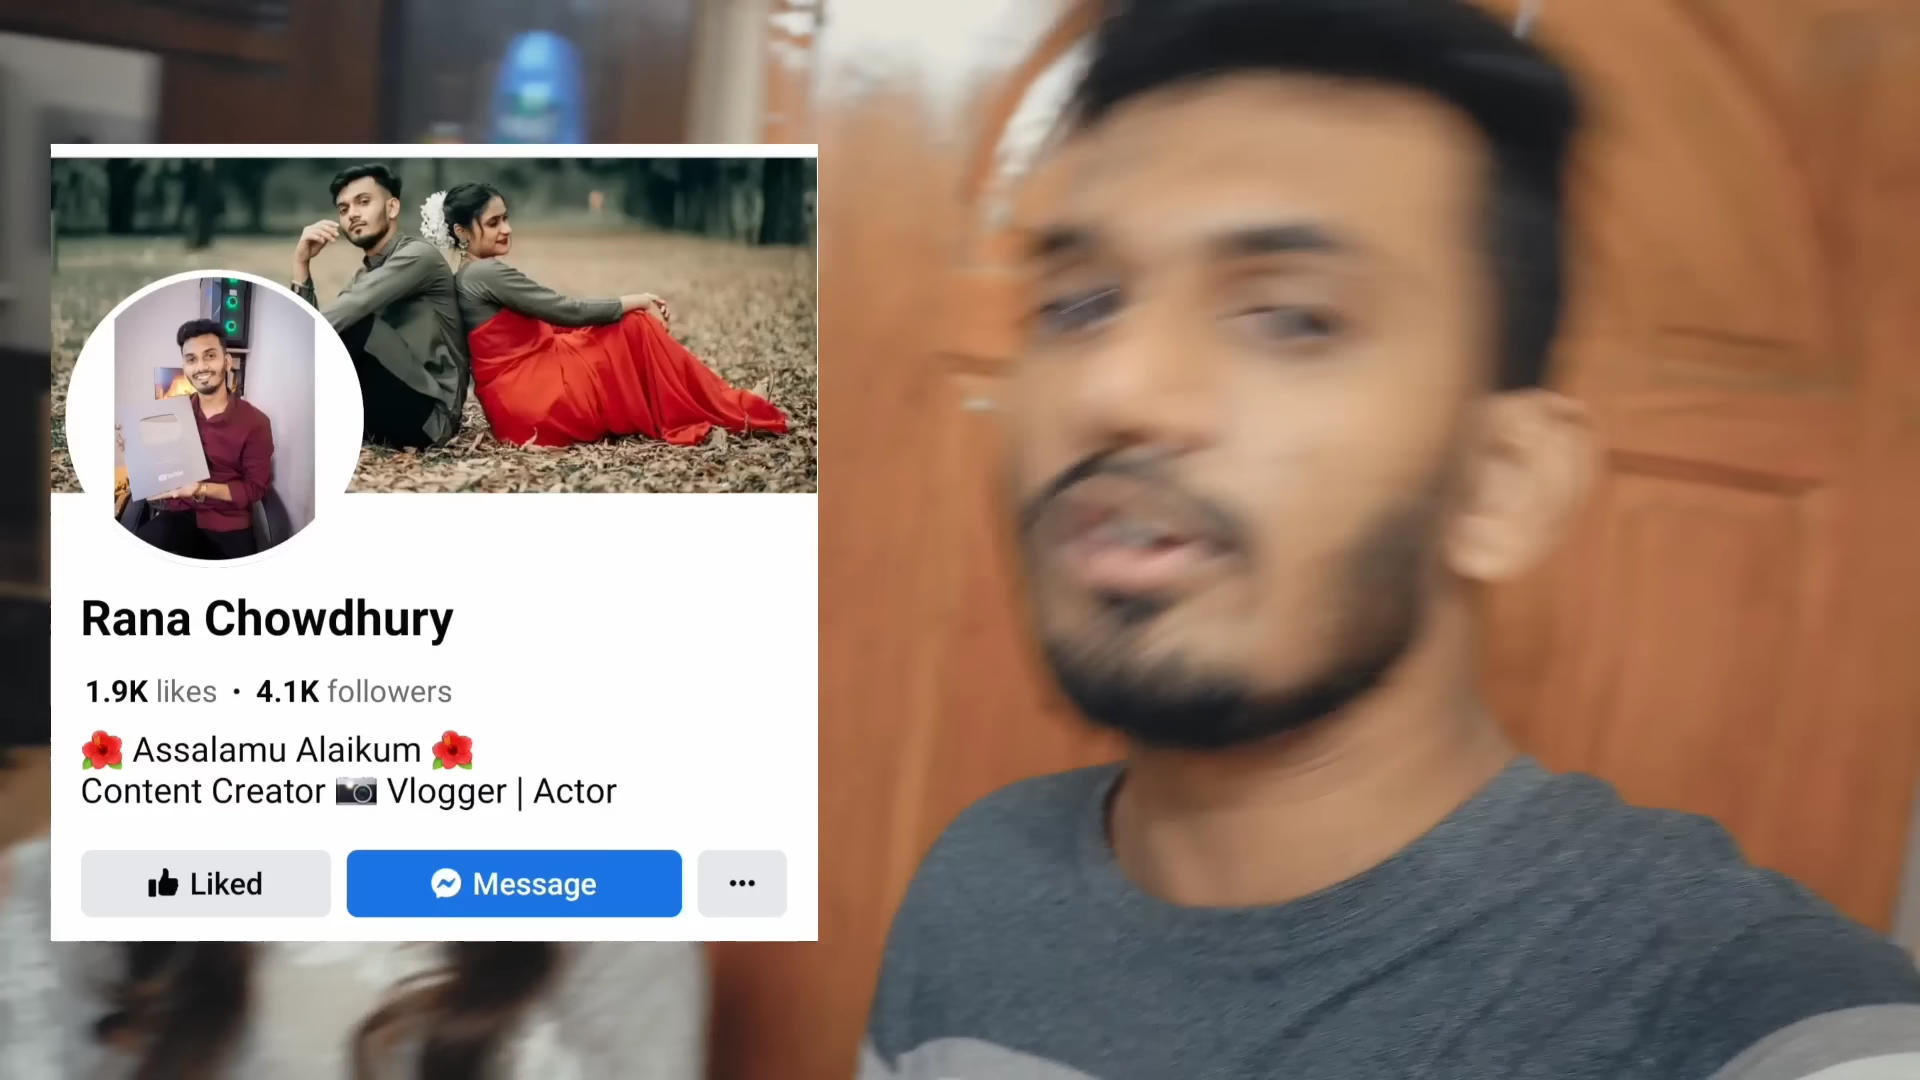 Rana Chowdhury
1.9K likes · 4.1K followers
🌺 Assalamu Alaikum 🌺
Content Creator 📷 Vlogger | Actor
Liked
Message